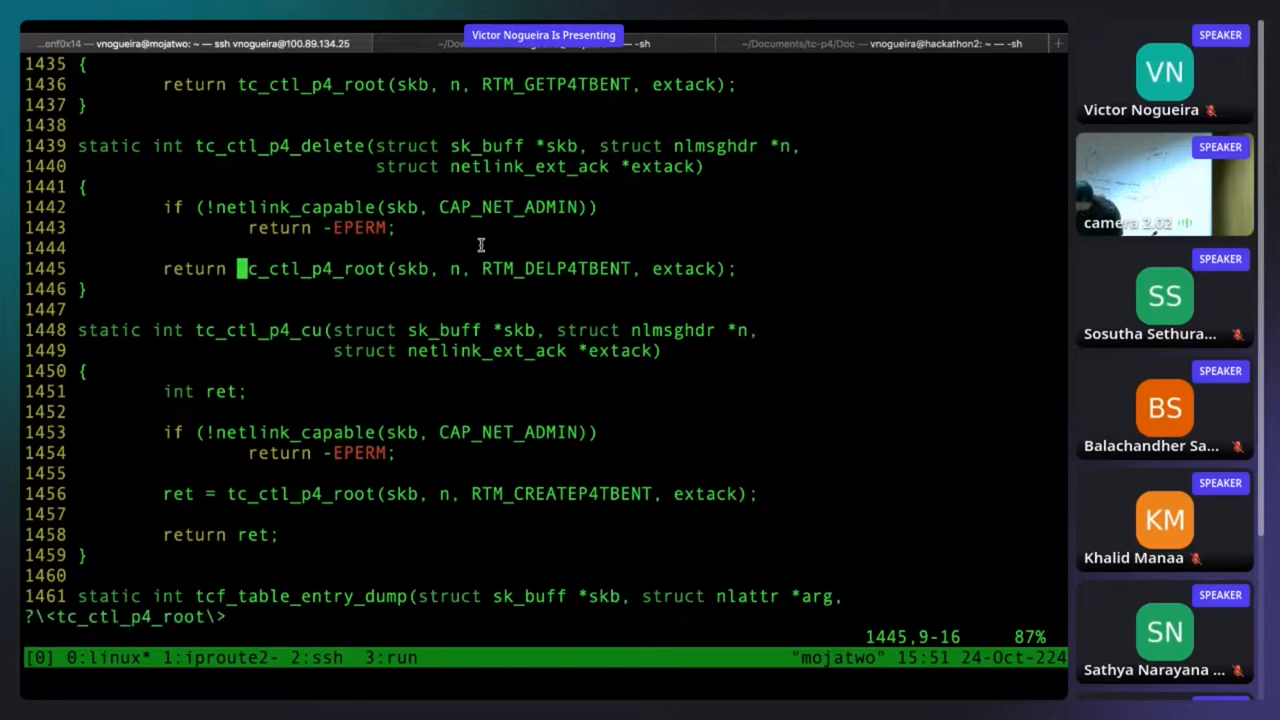 Victor Nogueira Is Presenting
...onf0x14 — vnogueira@mojatwo: ~ — ssh vnogueira@100.89.134.25
~/Dow
-sh
~/Documents/tc-p4/Doc — vnogueira@hackathon2: ~ — -sh
1435 {
1436 return tc_ctl_p4_root(skb, n, RTM_GETP4TBENT, extack);
1437 }
1438
1439 static int tc_ctl_p4_delete(struct sk_buff *skb, struct nlmsghdr *n,
1440 struct netlink_ext_ack *extack)
1441 {
1442 if (!netlink_capable(skb, CAP_NET_ADMIN))
1443 return -EPERM;
1444
1445 return tc_ctl_p4_root(skb, n, RTM_DELP4TBENT, extack);
1446 }
1447
1448 static int tc_ctl_p4_cu(struct sk_buff *skb, struct nlmsghdr *n,
1449 struct netlink_ext_ack *extack)
1450 {
1451 int ret;
1452
1453 if (!netlink_capable(skb, CAP_NET_ADMIN))
1454 return -EPERM;
1455
1456 ret = tc_ctl_p4_root(skb, n, RTM_CREATEP4TBENT, extack);
1457
1458 return ret;
1459 }
1460
1461 static int tcf_table_entry_dump(struct sk_buff *skb, struct nlattr *arg,
?\<tc_ctl_p4_root\>
1445,9-16 87%
[0] 0:linux* 1:iproute2- 2:ssh 3:run "mojatwo" 15:51 24-Oct-224
SPEAKER
VN
Victor Nogueira
SPEAKER
camera 2.02
SPEAKER
SS
Sosutha Sethura...
SPEAKER
BS
Balachandher Sa...
SPEAKER
KM
Khalid Manaa
SPEAKER
SN
Sathya Narayana ...